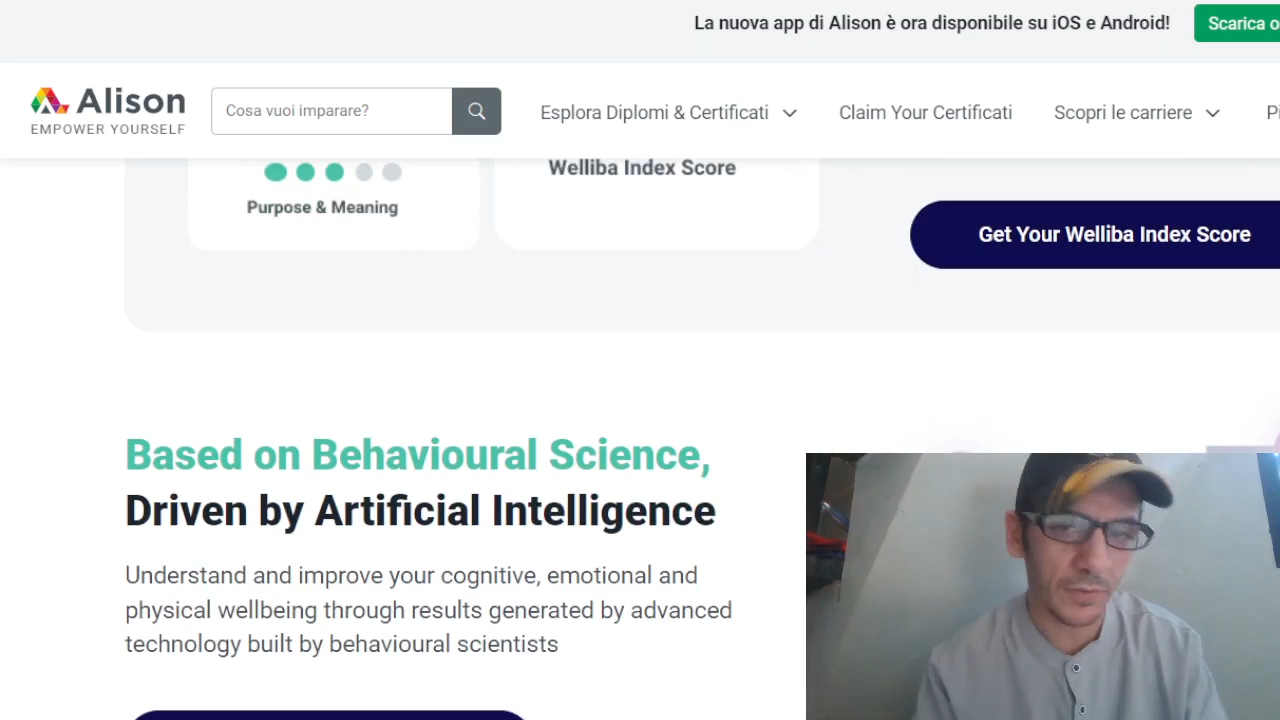 La nuova app di Alison è ora disponibile su iOS e Android!
Scarica
Alison
EMPOWER YOURSELF
Cosa vuoi imparare?
Esplora Diplomi & Certificati
Claim Your Certificati
Scopri le carriere
Purpose & Meaning
Welliba Index Score
Get Your Welliba Index Score
Based on Behavioural Science,
Driven by Artificial Intelligence
Understand and improve your cognitive, emotional and
physical wellbeing through results generated by advanced
technology built by behavioural scientists